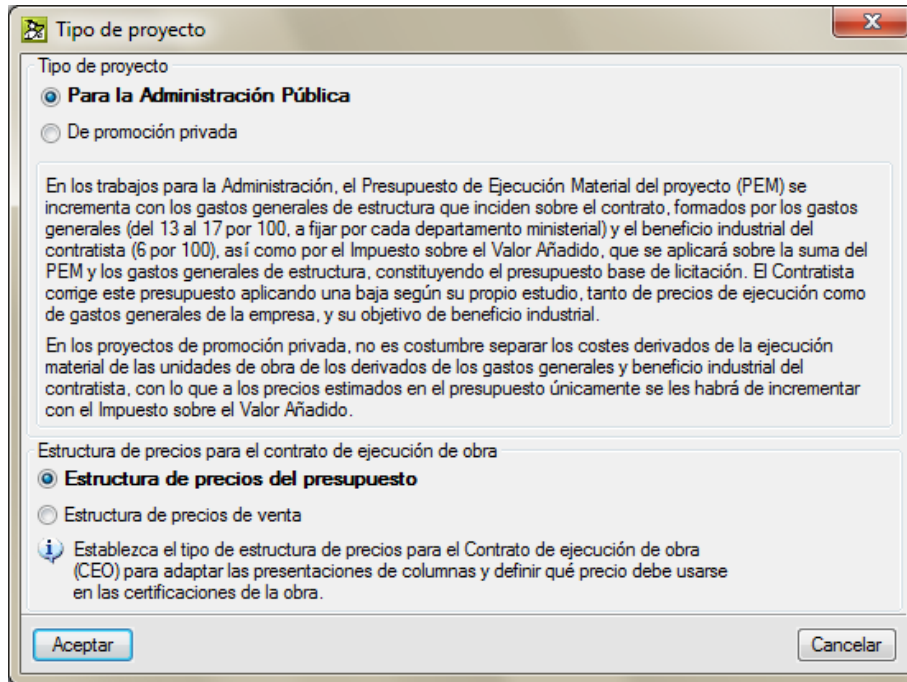 Tipo de proyecto
Tipo de proyecto
Para la Administración Pública
De promoción privada
En los trabajos para la Administración, el Presupuesto de Ejecución Material del proyecto (PEM) se
incrementa con los gastos generales de estructura que inciden sobre el contrato, formados por los gastos
generales (del 13 al 17 por 100, a fijar por cada departamento ministerial) y el beneficio industrial del
contratista (6 por 100), así como por el Impuesto sobre el Valor Añadido, que se aplicará sobre la suma del
PEM y los gastos generales de estructura, constituyendo el presupuesto base de licitación. El Contratista
corrige este presupuesto aplicando una baja según su propio estudio, tanto de precios de ejecución como
de gastos generales de la empresa, y su objetivo de beneficio industrial.
En los proyectos de promoción privada, no es costumbre separar los costes derivados de la ejecución
material de las unidades de obra de los derivados de los gastos generales y beneficio industrial del
contratista, con lo que a los precios estimados en el presupuesto únicamente se les habrá de incrementar
con el Impuesto sobre el Valor Añadido.
Estructura de precios para el contrato de ejecución de obra
Estructura de precios del presupuesto
Estructura de precios de venta
Establezca el tipo de estructura de precios para el Contrato de ejecución de obra
(CEO) para adaptar las presentaciones de columnas y definir qué precio debe usarse
en las certificaciones de la obra.
Aceptar
Cancelar